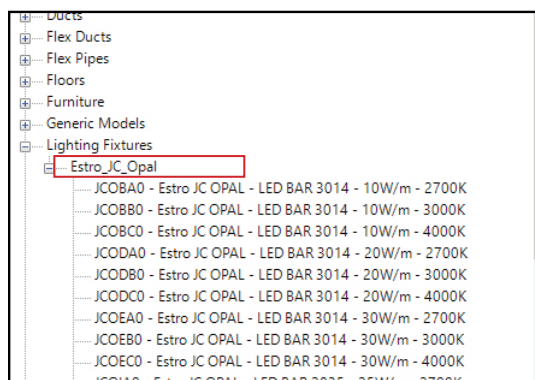 Ducts
Flex Ducts
Flex Pipes
Floors
Furniture
Generic Models
Lighting Fixtures
Estro_JC_Opal
JCOBA0 - Estro JC OPAL - LED BAR 3014 - 10W/m - 2700K
JCOBB0 - Estro JC OPAL - LED BAR 3014 - 10W/m - 3000K
JCOBC0 - Estro JC OPAL - LED BAR 3014 - 10W/m - 4000K
JCODA0 - Estro JC OPAL - LED BAR 3014 - 20W/m - 2700K
JCODB0 - Estro JC OPAL - LED BAR 3014 - 20W/m - 3000K
JCODC0 - Estro JC OPAL - LED BAR 3014 - 20W/m - 4000K
JCOEA0 - Estro JC OPAL - LED BAR 3014 - 30W/m - 2700K
JCOEB0 - Estro JC OPAL - LED BAR 3014 - 30W/m - 3000K
JCOEC0 - Estro JC OPAL - LED BAR 3014 - 30W/m - 4000K